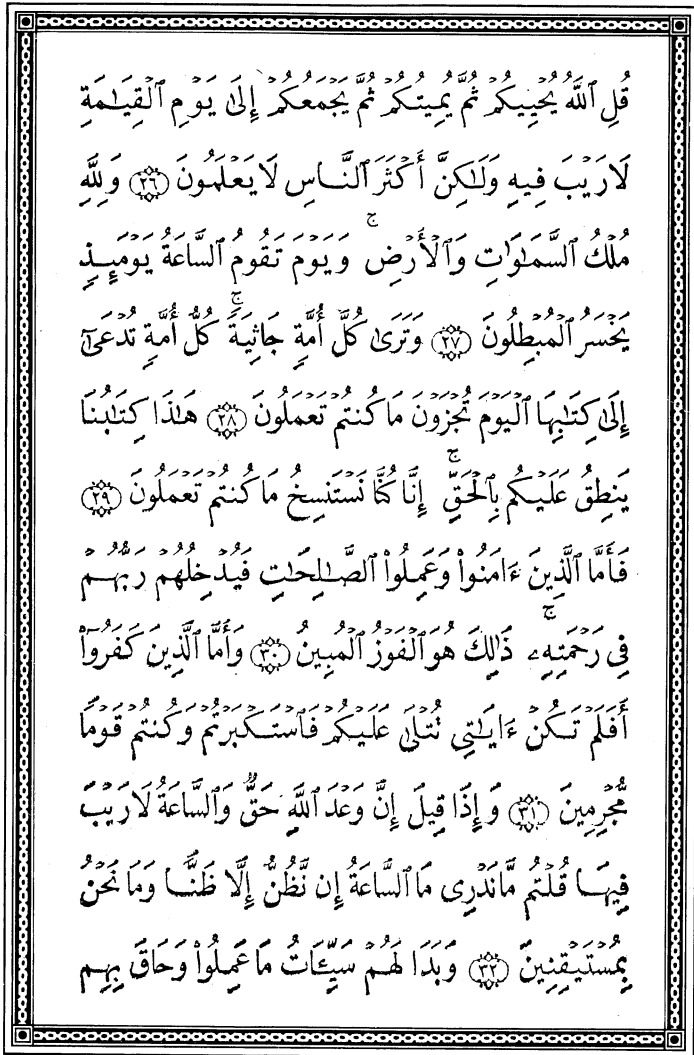 قُلِ ٱللَّهُ يُحْيِيكُمْ ثُمَّ يُمِيتُكُمْ ثُمَّ يَجْمَعُكُمْ إِلَىٰ يَوْمِ ٱلْقِيَـٰمَةِ
لَا رَيْبَ فِيهِ وَلَـٰكِنَّ أَكْثَرَ ٱلنَّاسِ لَا يَعْلَمُونَ ٢٦ وَلِلَّهِ
مُلْكُ ٱلسَّمَـٰوَٰتِ وَٱلْأَرْضِ ۚ وَيَوْمَ تَقُومُ ٱلسَّاعَةُ يَوْمَئِذٍ
يَخْسَرُ ٱلْمُبْطِلُونَ ٢٧ وَتَرَىٰ كُلَّ أُمَّةٍ جَاثِيَةً ۚ كُلُّ أُمَّةٍ تُدْعَىٰٓ
إِلَىٰ كِتَـٰبِهَا ٱلْيَوْمَ تُجْزَوْنَ مَا كُنتُمْ تَعْمَلُونَ ٢٨ هَـٰذَا كِتَـٰبُنَا
يَنطِقُ عَلَيْكُم بِٱلْحَقِّ ۚ إِنَّا كُنَّا نَسْتَنسِخُ مَا كُنتُمْ تَعْمَلُونَ ٢٩
فَأَمَّا ٱلَّذِينَ ءَامَنُوا۟ وَعَمِلُوا۟ ٱلصَّـٰلِحَـٰتِ فَيُدْخِلُهُمْ رَبُّهُمْ
فِى رَحْمَتِهِۦ ۚ ذَٰلِكَ هُوَ ٱلْفَوْزُ ٱلْمُبِينُ ٣٠ وَأَمَّا ٱلَّذِينَ كَفَرُوٓا۟
أَفَلَمْ تَكُنْ ءَايَـٰتِى تُتْلَىٰ عَلَيْكُمْ فَٱسْتَكْبَرْتُمْ وَكُنتُمْ قَوْمًا
مُّجْرِمِينَ ٣١ وَإِذَا قِيلَ إِنَّ وَعْدَ ٱللَّهِ حَقٌّ وَٱلسَّاعَةُ لَا رَيْبَ
فِيهَا قُلْتُم مَّا نَدْرِى مَا ٱلسَّاعَةُ إِن نَّظُنُّ إِلَّا ظَنًّا وَمَا نَحْنُ
بِمُسْتَيْقِنِينَ ٣٢ وَبَدَا لَهُمْ سَيِّـَٔاتُ مَا عَمِلُوا۟ وَحَاقَ بِهِم